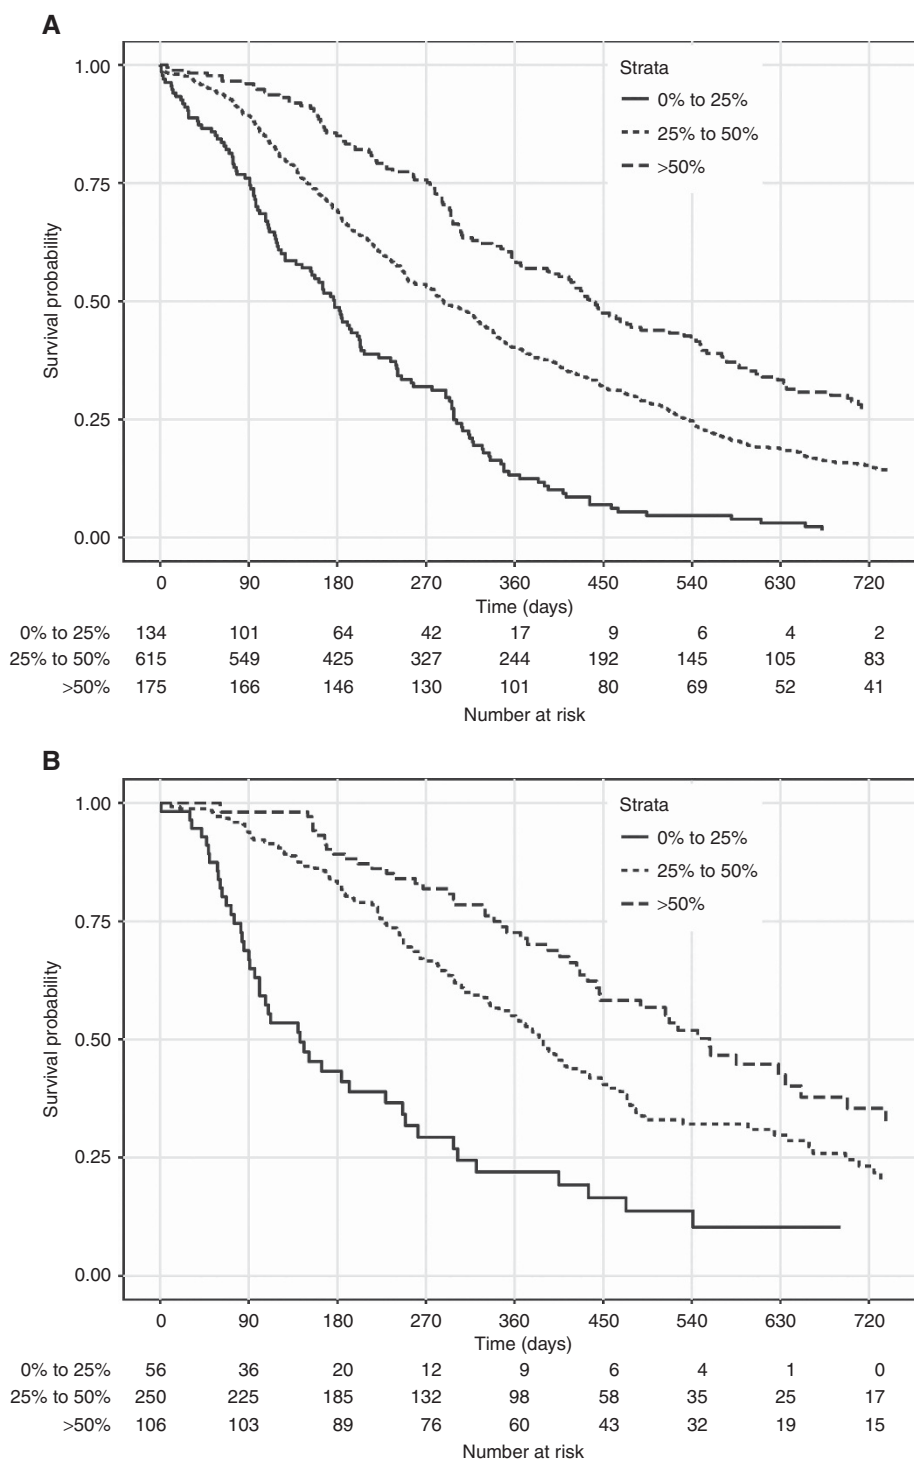 A
1.00
0.75
0.50
0.25
0.00
Survival probability
Strata
0% to 25%
25% to 50%
>50%
0 90 180 270 360 450 540 630 720
Time (days)
0% to 25% 134 101 64 42 17 9 6 4 2
25% to 50% 615 549 425 327 244 192 145 105 83
>50% 175 166 146 130 101 80 69 52 41
Number at risk
B
1.00
0.75
0.50
0.25
0.00
Survival probability
Strata
0% to 25%
25% to 50%
>50%
0 90 180 270 360 450 540 630 720
Time (days)
0% to 25% 56 36 20 12 9 6 4 1 0
25% to 50% 250 225 185 132 98 58 35 25 17
>50% 106 103 89 76 60 43 32 19 15
Number at risk